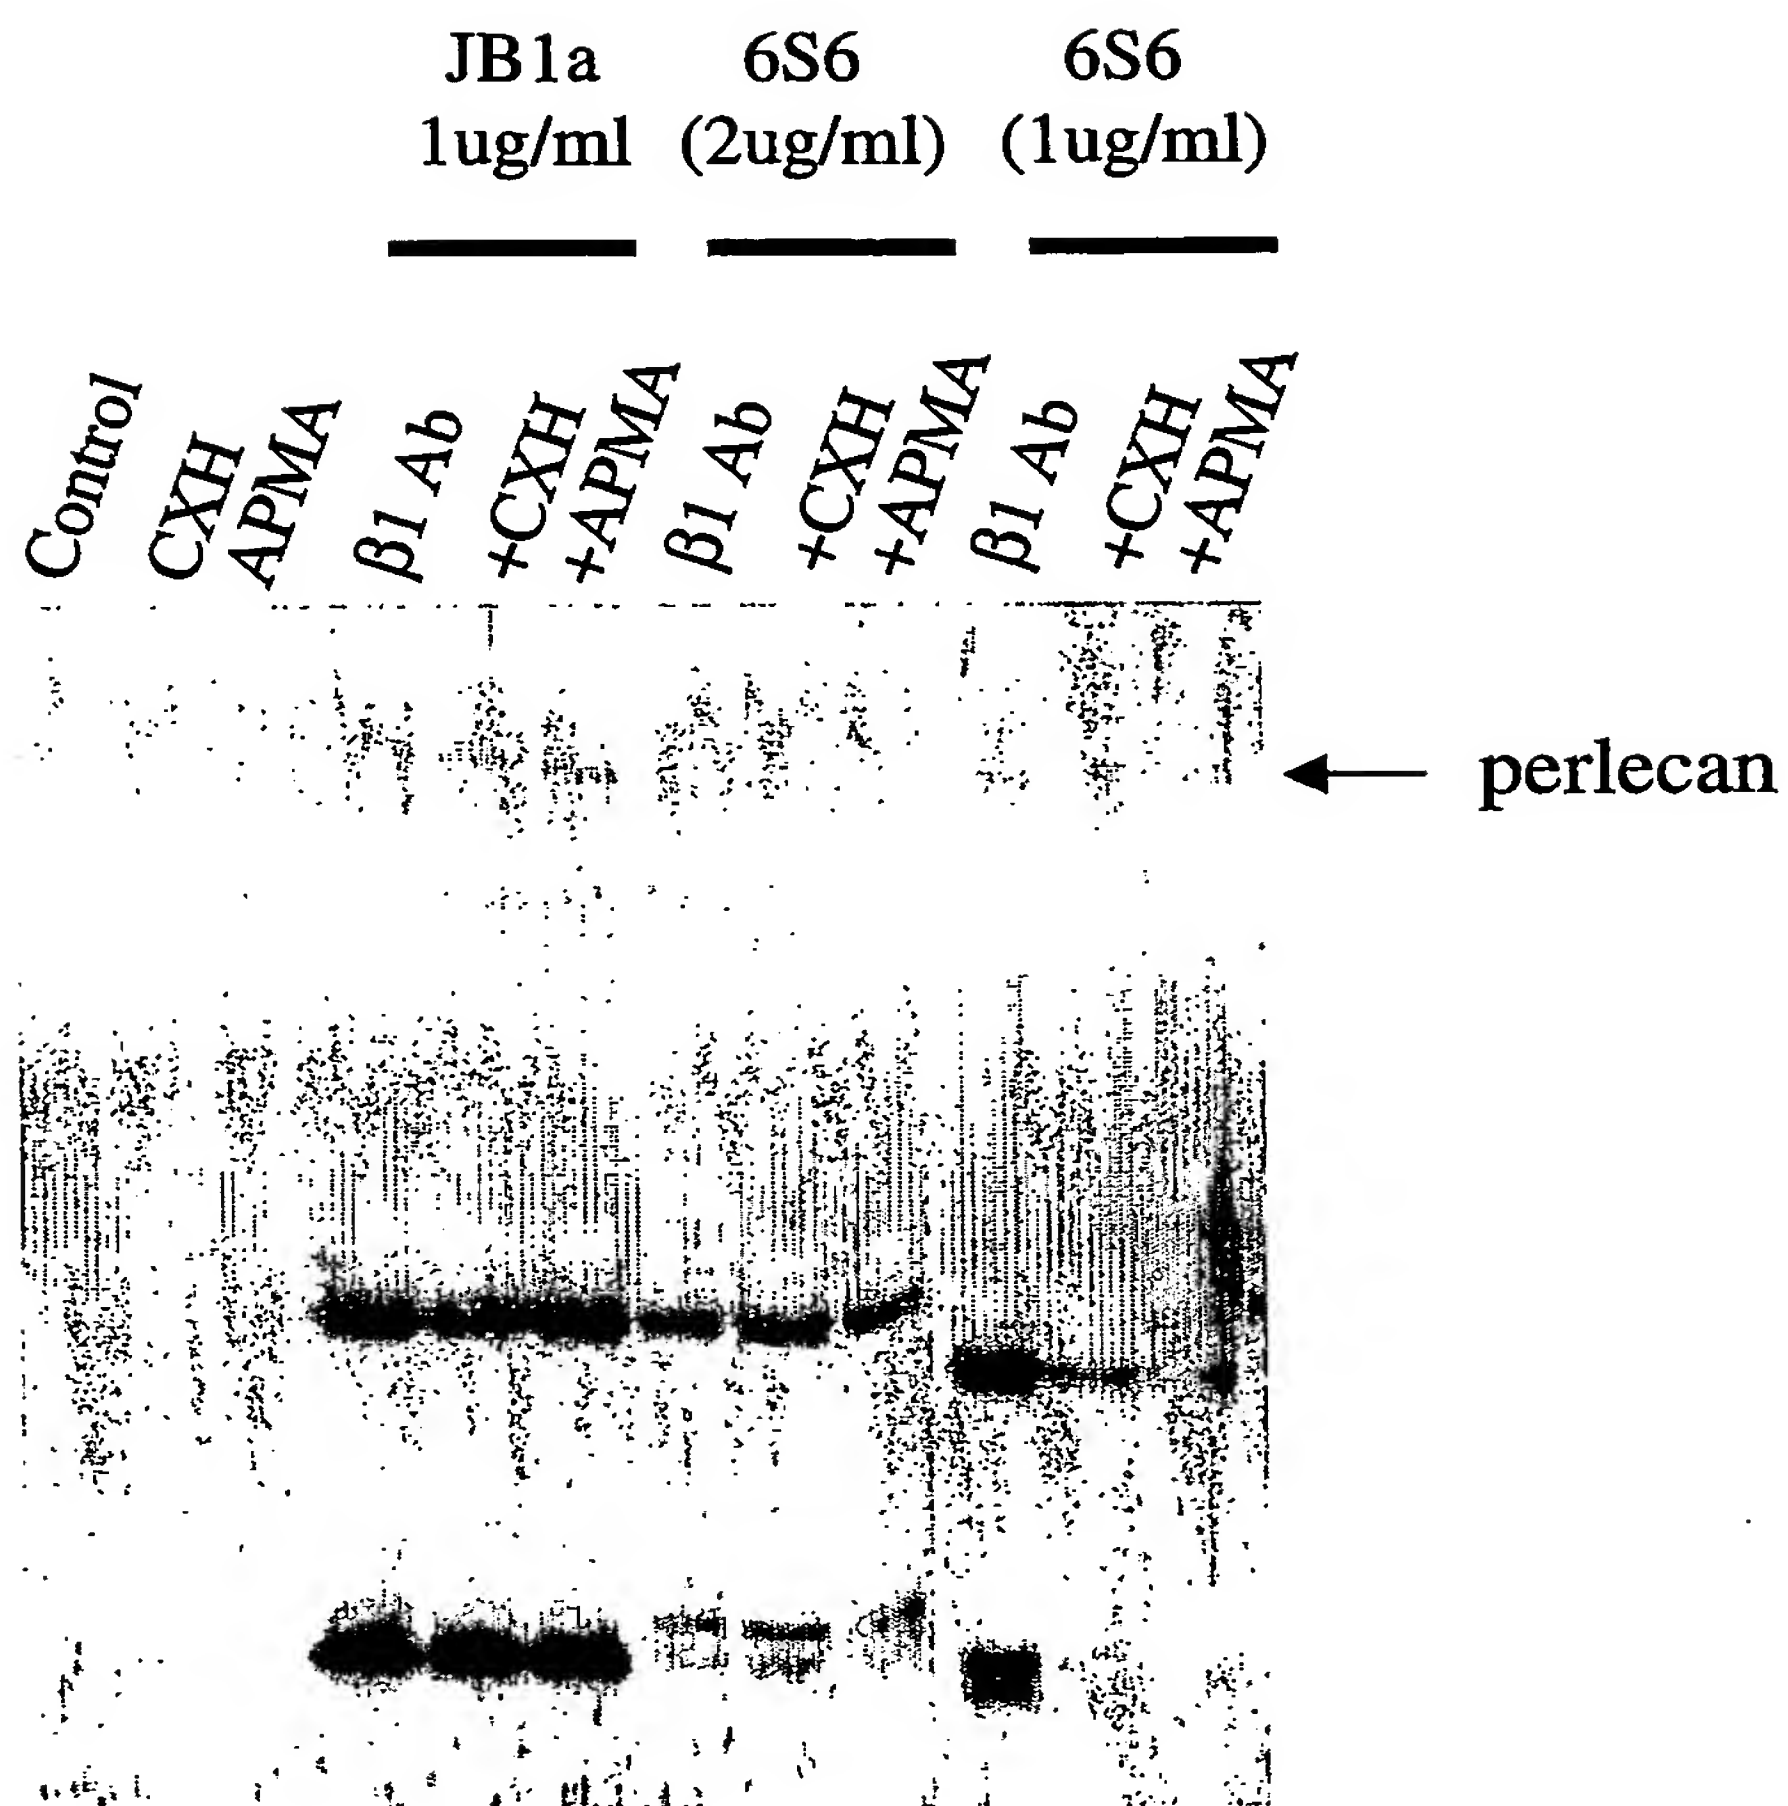 JB1a 6S6 6S6
1ug/ml (2ug/ml) (1ug/ml)
Control CXH APMA β1 Ab +CXH +APMA β1 Ab +CXH +APMA β1 Ab +CXH +APMA
perlecan